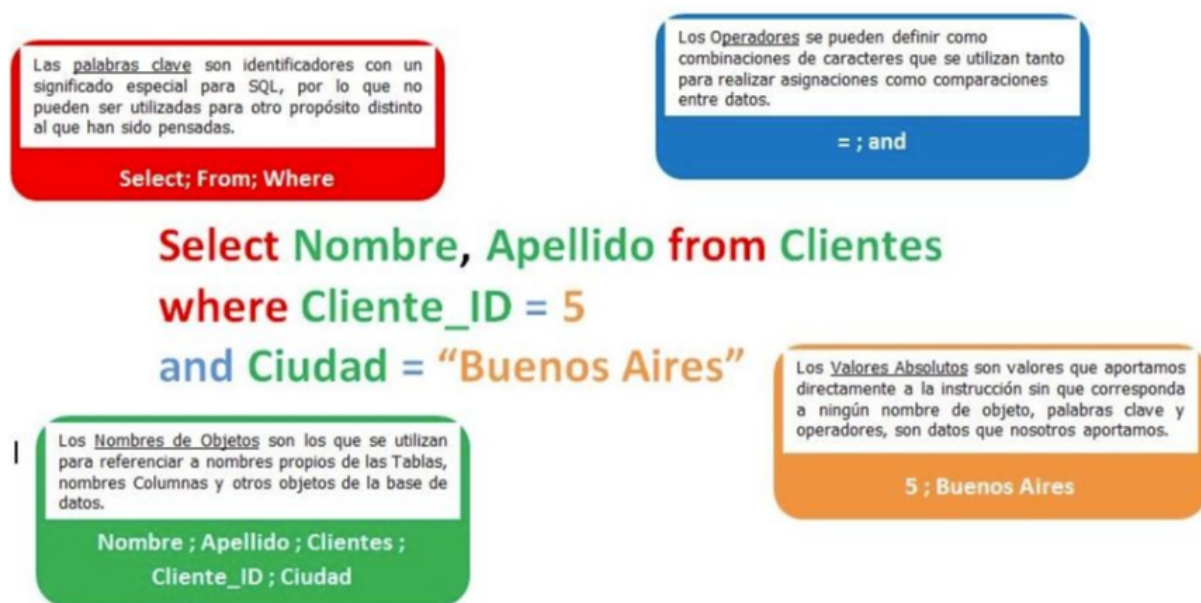 Las palabras clave son identificadores con un
significado especial para SQL, por lo que no
pueden ser utilizadas para otro propósito distinto
al que han sido pensadas.
Select; From; Where
Los Operadores se pueden definir como
combinaciones de caracteres que se utilizan tanto
para realizar asignaciones como comparaciones
entre datos.
= ; and
Select Nombre, Apellido from Clientes
where Cliente_ID = 5
and Ciudad = “Buenos Aires”
Los Valores Absolutos son valores que aportamos
directamente a la instrucción sin que corresponda
a ningún nombre de objeto, palabras clave y
operadores, son datos que nosotros aportamos.
5 ; Buenos Aires
Los Nombres de Objetos son los que se utilizan
para referenciar a nombres propios de las Tablas,
nombres Columnas y otros objetos de la base de
datos.
Nombre ; Apellido ; Clientes ;
Cliente_ID ; Ciudad